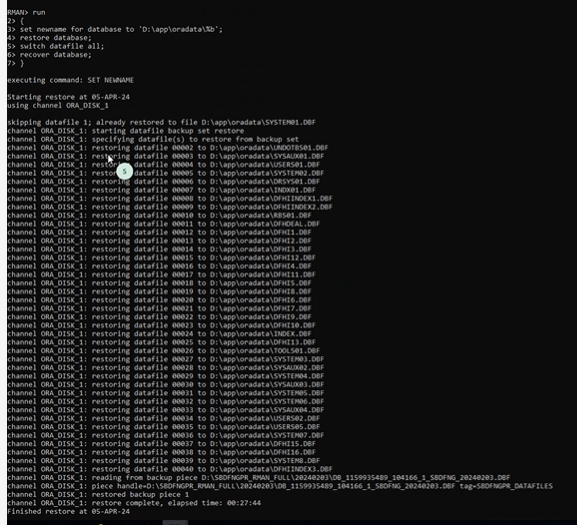 RMAN> run
2> {
3> set newname for database to 'D:\app\oradata\%b';
4> restore database;
5> switch datafile all;
6> recover database;
7> }
executing command: SET NEWNAME
Starting restore at 05-APR-24
using channel ORA_DISK_1
skipping datafile 1; already restored to file D:\app\oradata\SYSTEM01.DBF
channel ORA_DISK_1: starting datafile backup set restore
channel ORA_DISK_1: specifying datafile(s) to restore from backup set
channel ORA_DISK_1: restoring datafile 00002 to D:\app\oradata\UNDOTBS01.DBF
channel ORA_DISK_1: restoring datafile 00003 to D:\app\oradata\SYSAUX01.DBF
channel ORA_DISK_1: restoring datafile 00004 to D:\app\oradata\USERS01.DBF
channel ORA_DISK_1: restoring datafile 00005 to D:\app\oradata\SYSTEM02.DBF
channel ORA_DISK_1: restoring datafile 00006 to D:\app\oradata\DRSYS01.DBF
channel ORA_DISK_1: restoring datafile 00007 to D:\app\oradata\INDX01.DBF
channel ORA_DISK_1: restoring datafile 00008 to D:\app\oradata\DFHIINDEX1.DBF
channel ORA_DISK_1: restoring datafile 00009 to D:\app\oradata\DFHIINDEX2.DBF
channel ORA_DISK_1: restoring datafile 00010 to D:\app\oradata\RBS01.DBF
channel ORA_DISK_1: restoring datafile 00011 to D:\app\oradata\DFHDEAL.DBF
channel ORA_DISK_1: restoring datafile 00012 to D:\app\oradata\DFHI1.DBF
channel ORA_DISK_1: restoring datafile 00013 to D:\app\oradata\DFHI2.DBF
channel ORA_DISK_1: restoring datafile 00014 to D:\app\oradata\DFHI3.DBF
channel ORA_DISK_1: restoring datafile 00015 to D:\app\oradata\DFHI12.DBF
channel ORA_DISK_1: restoring datafile 00016 to D:\app\oradata\DFHI4.DBF
channel ORA_DISK_1: restoring datafile 00017 to D:\app\oradata\DFHI11.DBF
channel ORA_DISK_1: restoring datafile 00018 to D:\app\oradata\DFHI5.DBF
channel ORA_DISK_1: restoring datafile 00019 to D:\app\oradata\DFHI8.DBF
channel ORA_DISK_1: restoring datafile 00020 to D:\app\oradata\DFHI6.DBF
channel ORA_DISK_1: restoring datafile 00021 to D:\app\oradata\DFHI7.DBF
channel ORA_DISK_1: restoring datafile 00022 to D:\app\oradata\DFHI9.DBF
channel ORA_DISK_1: restoring datafile 00023 to D:\app\oradata\DFHI10.DBF
channel ORA_DISK_1: restoring datafile 00024 to D:\app\oradata\INDEX.DBF
channel ORA_DISK_1: restoring datafile 00025 to D:\app\oradata\DFHI13.DBF
channel ORA_DISK_1: restoring datafile 00026 to D:\app\oradata\TOOLS01.DBF
channel ORA_DISK_1: restoring datafile 00027 to D:\app\oradata\SYSTEM03.DBF
channel ORA_DISK_1: restoring datafile 00028 to D:\app\oradata\SYSAUX02.DBF
channel ORA_DISK_1: restoring datafile 00029 to D:\app\oradata\SYSTEM04.DBF
channel ORA_DISK_1: restoring datafile 00030 to D:\app\oradata\SYSAUX03.DBF
channel ORA_DISK_1: restoring datafile 00031 to D:\app\oradata\SYSTEM05.DBF
channel ORA_DISK_1: restoring datafile 00032 to D:\app\oradata\SYSTEM06.DBF
channel ORA_DISK_1: restoring datafile 00033 to D:\app\oradata\SYSAUX04.DBF
channel ORA_DISK_1: restoring datafile 00034 to D:\app\oradata\USERS02.DBF
channel ORA_DISK_1: restoring datafile 00035 to D:\app\oradata\USERS05.DBF
channel ORA_DISK_1: restoring datafile 00036 to D:\app\oradata\SYSTEM07.DBF
channel ORA_DISK_1: restoring datafile 00037 to D:\app\oradata\DFHI15.DBF
channel ORA_DISK_1: restoring datafile 00038 to D:\app\oradata\DFHI16.DBF
channel ORA_DISK_1: restoring datafile 00039 to D:\app\oradata\SYSTEM8.DBF
channel ORA_DISK_1: restoring datafile 00040 to D:\app\oradata\DFHIINDEX3.DBF
channel ORA_DISK_1: reading from backup piece D:\SBDFNGPR_RMAN_FULL\20240203\DB_1159935489_104166_1_SBDFNG_20240203.DBF
channel ORA_DISK_1: piece handle=D:\SBDFNGPR_RMAN_FULL\20240203\DB_1159935489_104166_1_SBDFNG_20240203.DBF tag=SBDFNGPR_DATAFILES
channel ORA_DISK_1: restored backup piece 1
channel ORA_DISK_1: restore complete, elapsed time: 00:27:44
Finished restore at 05-APR-24